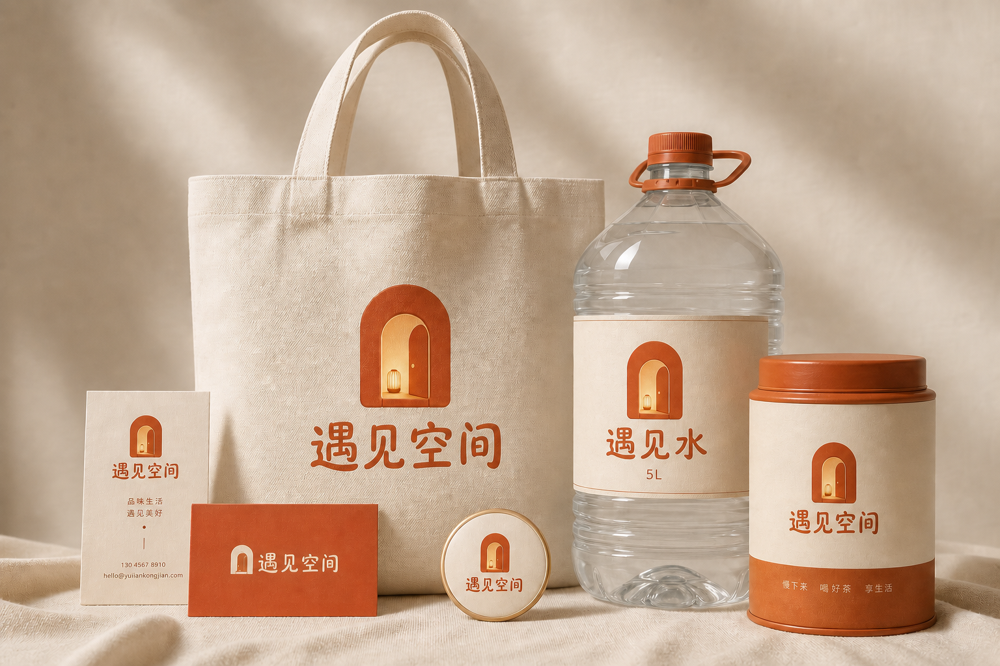 遇见空间
品味生活
遇见美好
130 4567 8910
hello@yuiiankongjian.com
遇见空间
遇见空间
遇见空间
遇见水
5L
遇见空间
慢下来 喝好茶 享生活